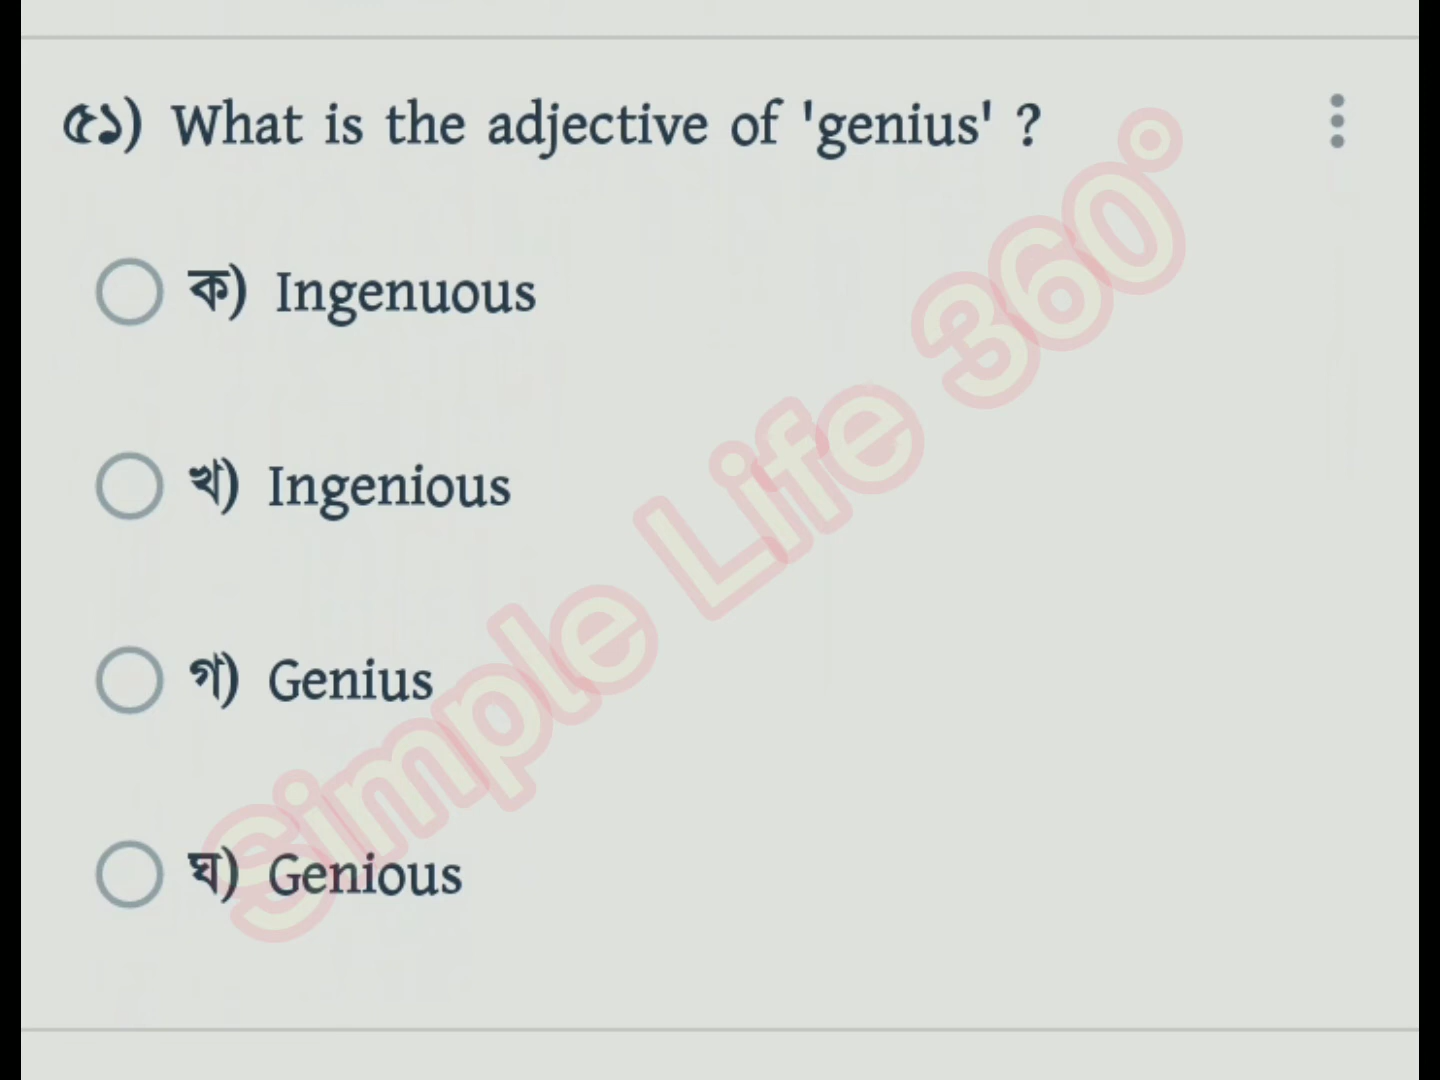 ৫১) What is the adjective of 'genius' ?
ক) Ingenuous
খ) Ingenious
গ) Genius
ঘ) Genious
Simple Life 360°